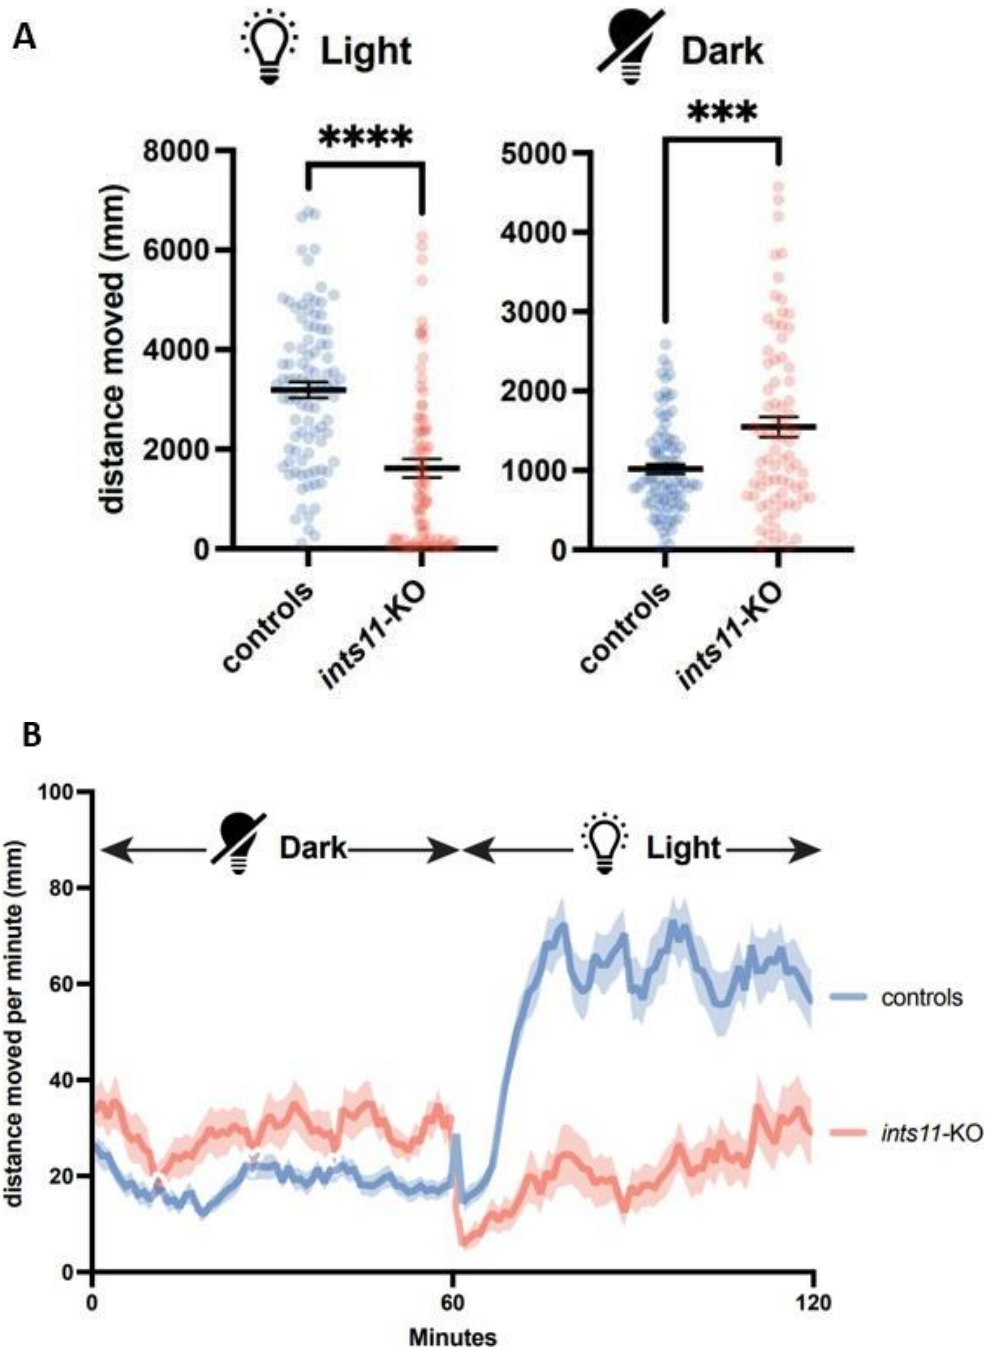 A
Light
Dark
****
***
distance moved (mm)
8000
6000
4000
2000
0
controls
ints11-KO
5000
4000
3000
2000
1000
0
controls
ints11-KO
B
distance moved per minute (mm)
100
80
60
40
20
0
Dark
Light
controls
ints11-KO
0
60
120
Minutes